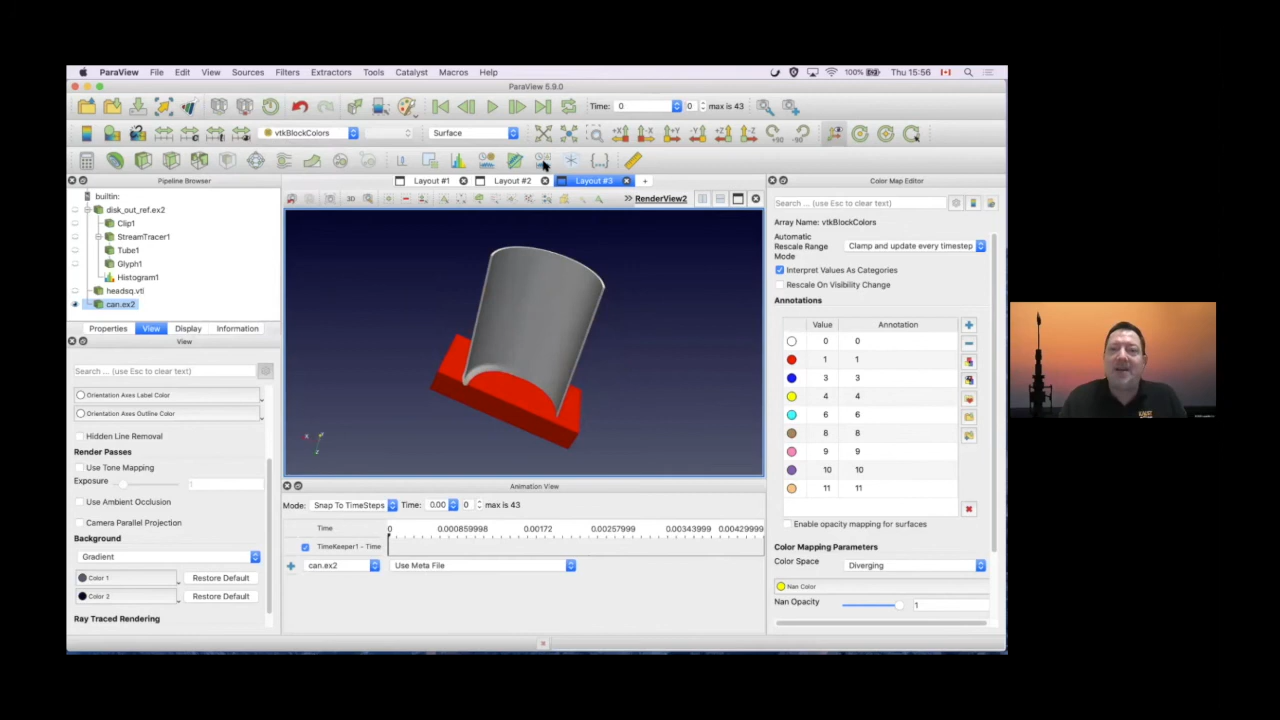 ParaView File Edit View Sources Filters Extractors Tools Catalyst Macros Help 100% Thu 15:56
ParaView 5.9.0
Time: 0 0 max is 43
vtkBlockColors Surface +X -X +Y -Y +Z -Z +90 -90
Pipeline Browser Layout #1 Layout #2 Layout #3 + Color Map Editor
builtin:
disk_out_ref.ex2
Clip1
StreamTracer1
Tube1
Glyph1
Histogram1
headsq.vti
can.ex2
Properties View Display Information
View
Search ... (use Esc to clear text)
Orientation Axes Label Color
Orientation Axes Outline Color
Hidden Line Removal
Render Passes
Use Tone Mapping
Exposure 1
Use Ambient Occlusion
Camera Parallel Projection
Background
Gradient
Color 1 Restore Default
Color 2 Restore Default
Ray Traced Rendering
3D RenderView2
Animation View
Mode: Snap To TimeSteps Time: 0.00 0 max is 43
Time 0 0.000859998 0.00172 0.00257999 0.00343999 0.00429999
TimeKeeper1 - Time
can.ex2 Use Meta File
Search ... (use Esc to clear text)
Array Name: vtkBlockColors
Automatic
Rescale Range
Mode
Clamp and update every timestep
Interpret Values As Categories
Rescale On Visibility Change
Annotations
Value Annotation
0 0
1 1
3 3
4 4
6 6
8 8
9 9
10 10
11 11
Enable opacity mapping for surfaces
Color Mapping Parameters
Color Space Diverging
Nan Color
Nan Opacity 1